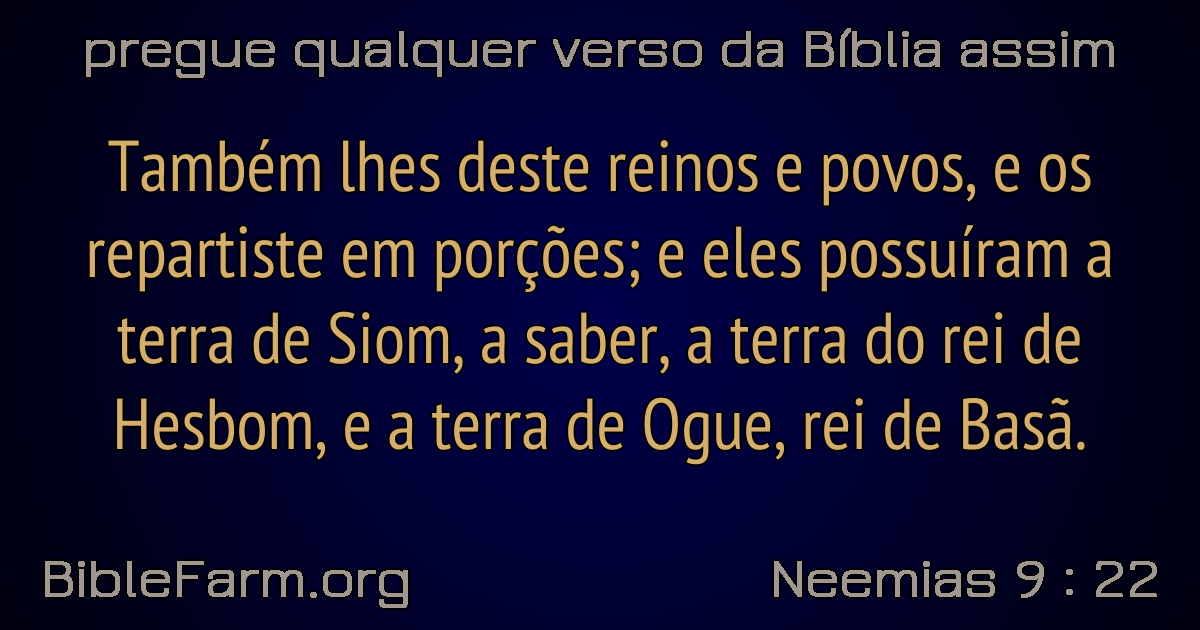 pregue qualquer verso da Bíblia assim
Também lhes deste reinos e povos, e os
repartiste em porções; e eles possuíram a
terra de Siom, a saber, a terra do rei de
Hesbom, e a terra de Ogue, rei de Basã.
BibleFarm.org
Neemias 9 : 22